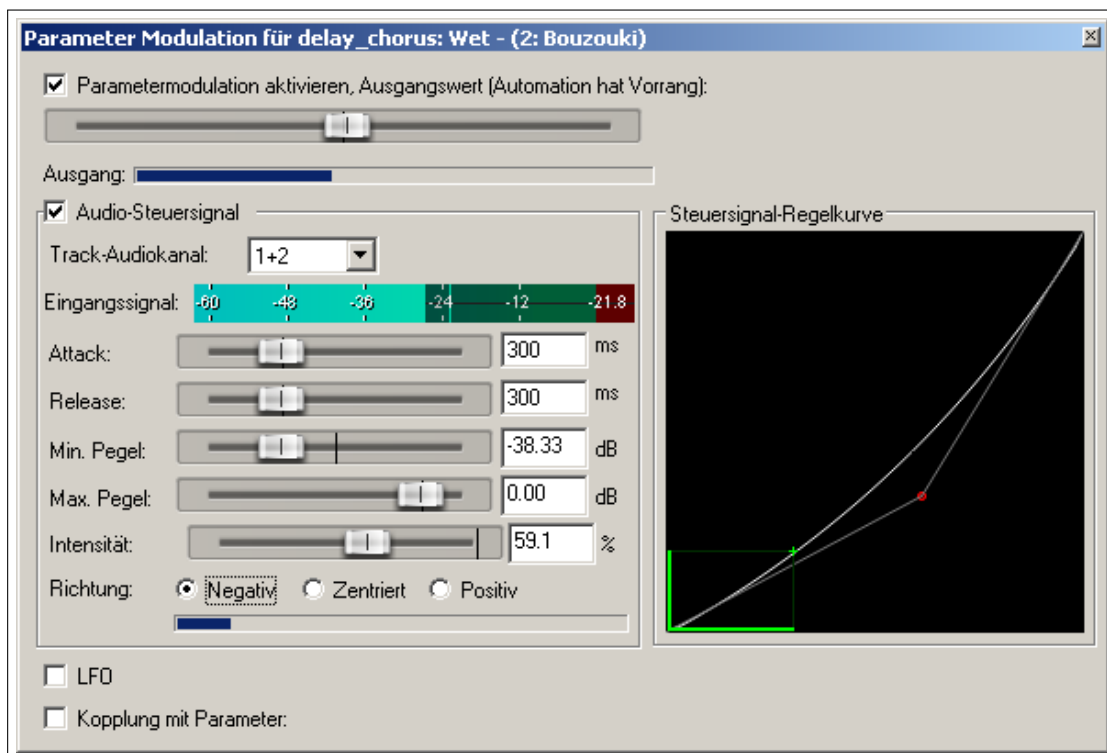 Parameter Modulation für delay_chorus: Wet - (2: Bouzouki)
Parametermodulation aktivieren, Ausgangswert (Automation hat Vorrang):
Ausgang:
Audio-Steuersignal
Track-Audiokanal: 1+2
Eingangssignal: -60 -48 -36 -24 -12 -21.8
Attack: 300 ms
Release: 300 ms
Min. Pegel: -38.33 dB
Max. Pegel: 0.00 dB
Intensität: 59.1 %
Richtung: Negativ Zentriert Positiv
Steuersignal-Regelkurve
LFO
Kopplung mit Parameter: